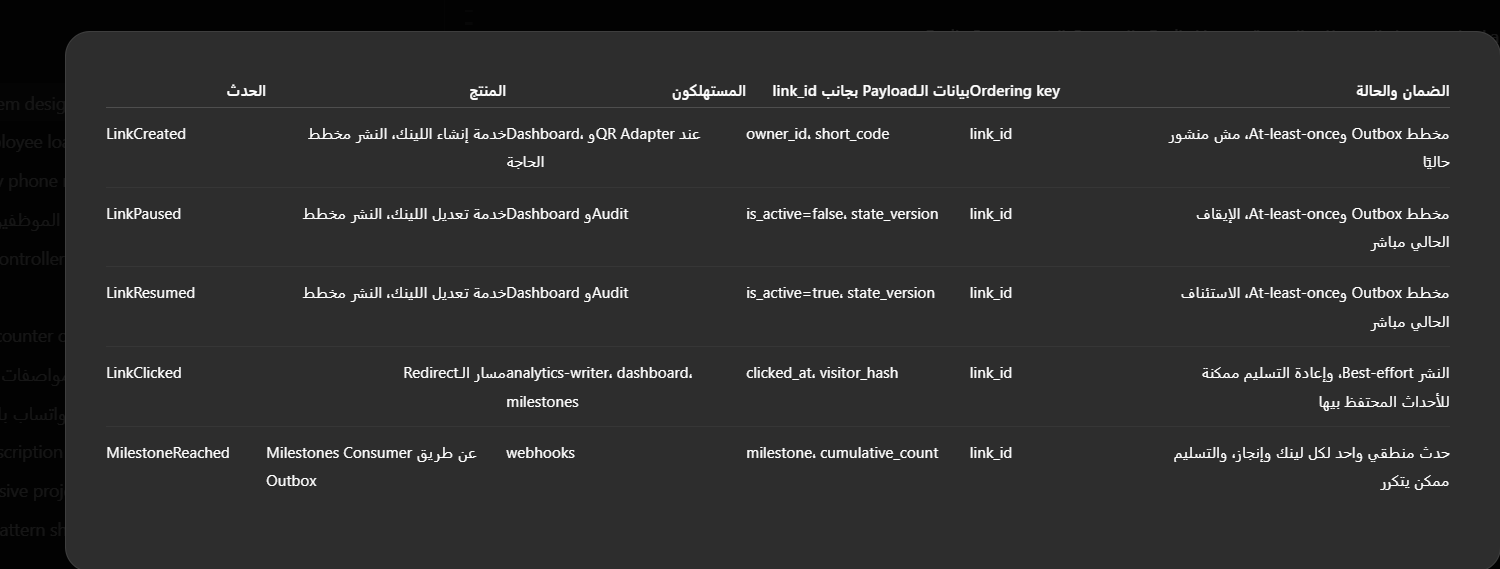 الحدث
المنتج
المستهلكون
بيانات الـPayload بجانب link_id
Ordering key
الضمان والحالة
LinkCreated
خدمة إنشاء اللينك، النشر مخطط
Dashboard، وQR Adapter عند
الحاجة
owner_id، short_code
link_id
مخطط Outbox وAt-least-once، مش منشور
حاليًا
LinkPaused
خدمة تعديل اللينك، النشر مخطط
Dashboard وAudit
is_active=false، state_version
link_id
مخطط Outbox وAt-least-once، الإيقاف
الحالي مباشر
LinkResumed
خدمة تعديل اللينك، النشر مخطط
Dashboard وAudit
is_active=true، state_version
link_id
مخطط Outbox وAt-least-once، الاستئناف
الحالي مباشر
LinkClicked
مسار الـRedirect
analytics-writer، dashboard،
milestones
clicked_at، visitor_hash
link_id
النشر Best-effort، وإعادة التسليم ممكنة
للأحداث المحتفظ بيها
MilestoneReached
Milestones Consumer عن طريق
Outbox
webhooks
milestone، cumulative_count
link_id
حدث منطقي واحد لكل لينك وإنجاز، والتسليم
ممكن يتكرر